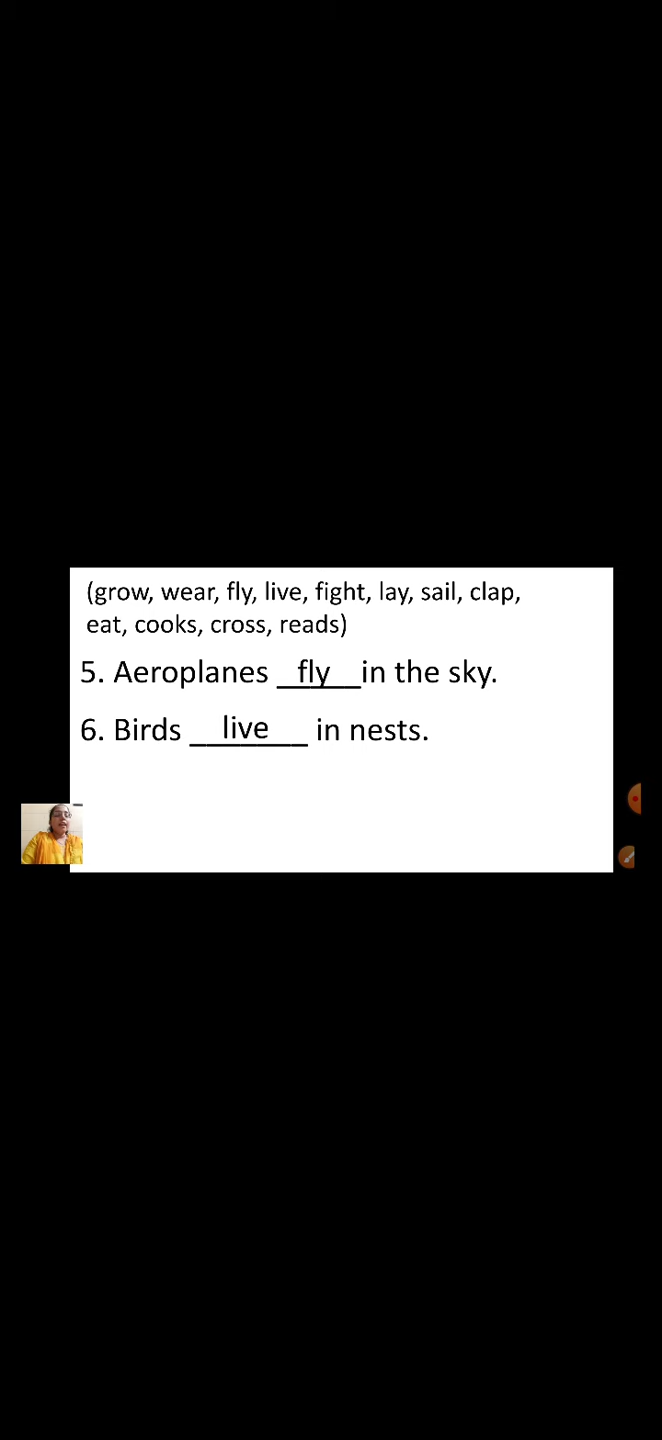 (grow, wear, fly, live, fight, lay, sail, clap,
eat, cooks, cross, reads)
5. Aeroplanes __fly__in the sky.
6. Birds __live__ in nests.